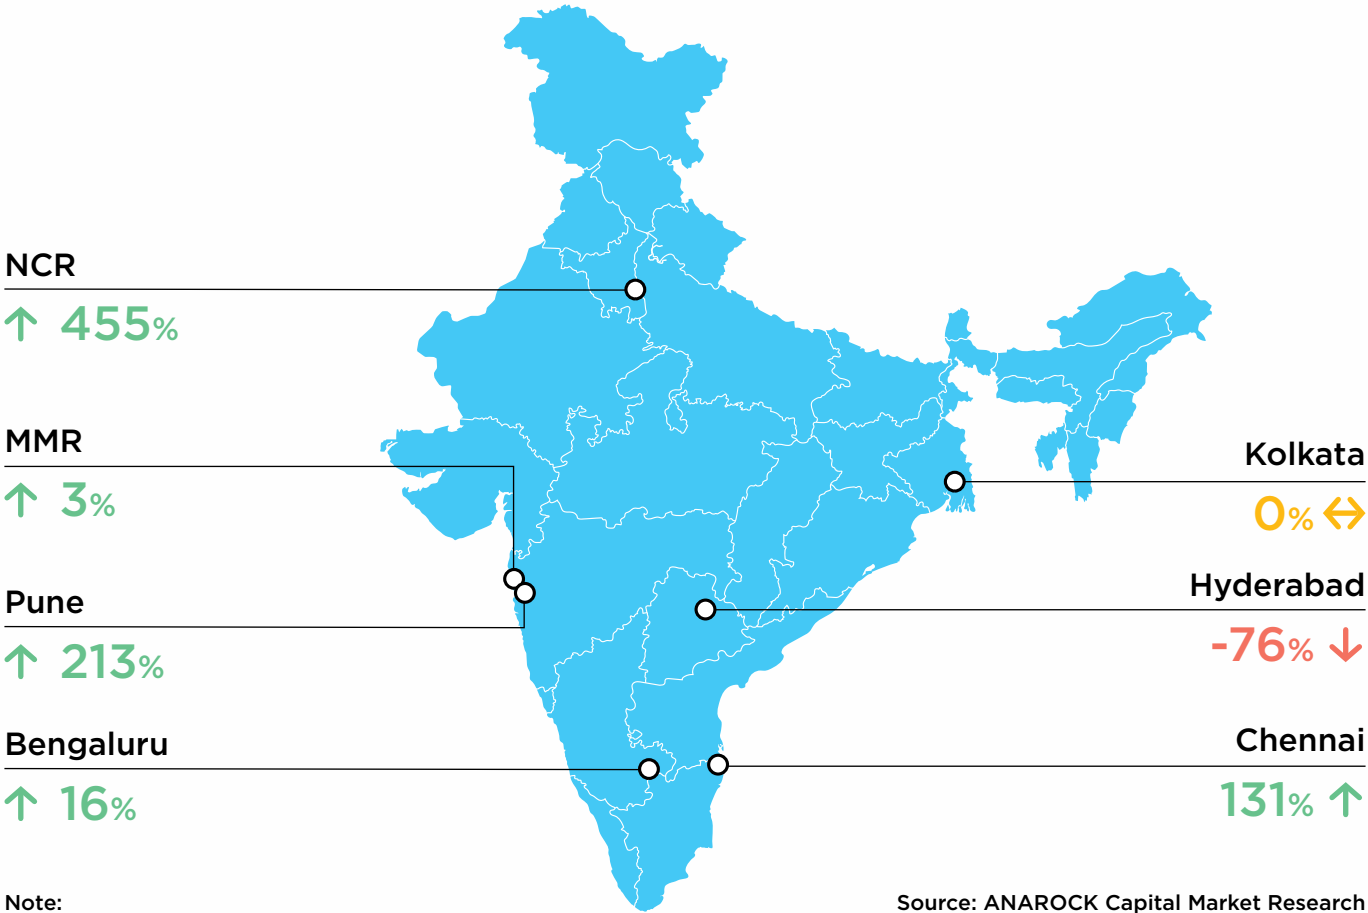 NCR
↑ 455%
MMR
↑ 3%
Pune
↑ 213%
Bengaluru
↑ 16%
Kolkata
0% ↔
Hyderabad
-76% ↓
Chennai
131% ↑
Note:
Source: ANAROCK Capital Market Research